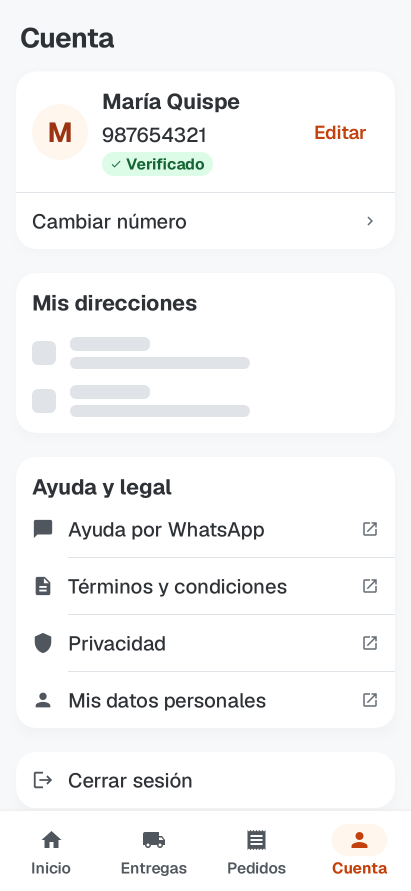 Cuenta
M
María Quispe
987654321
Verificado
Editar
Cambiar número
Mis direcciones
Ayuda y legal
Ayuda por WhatsApp
Términos y condiciones
Privacidad
Mis datos personales
Cerrar sesión
Inicio
Entregas
Pedidos
Cuenta